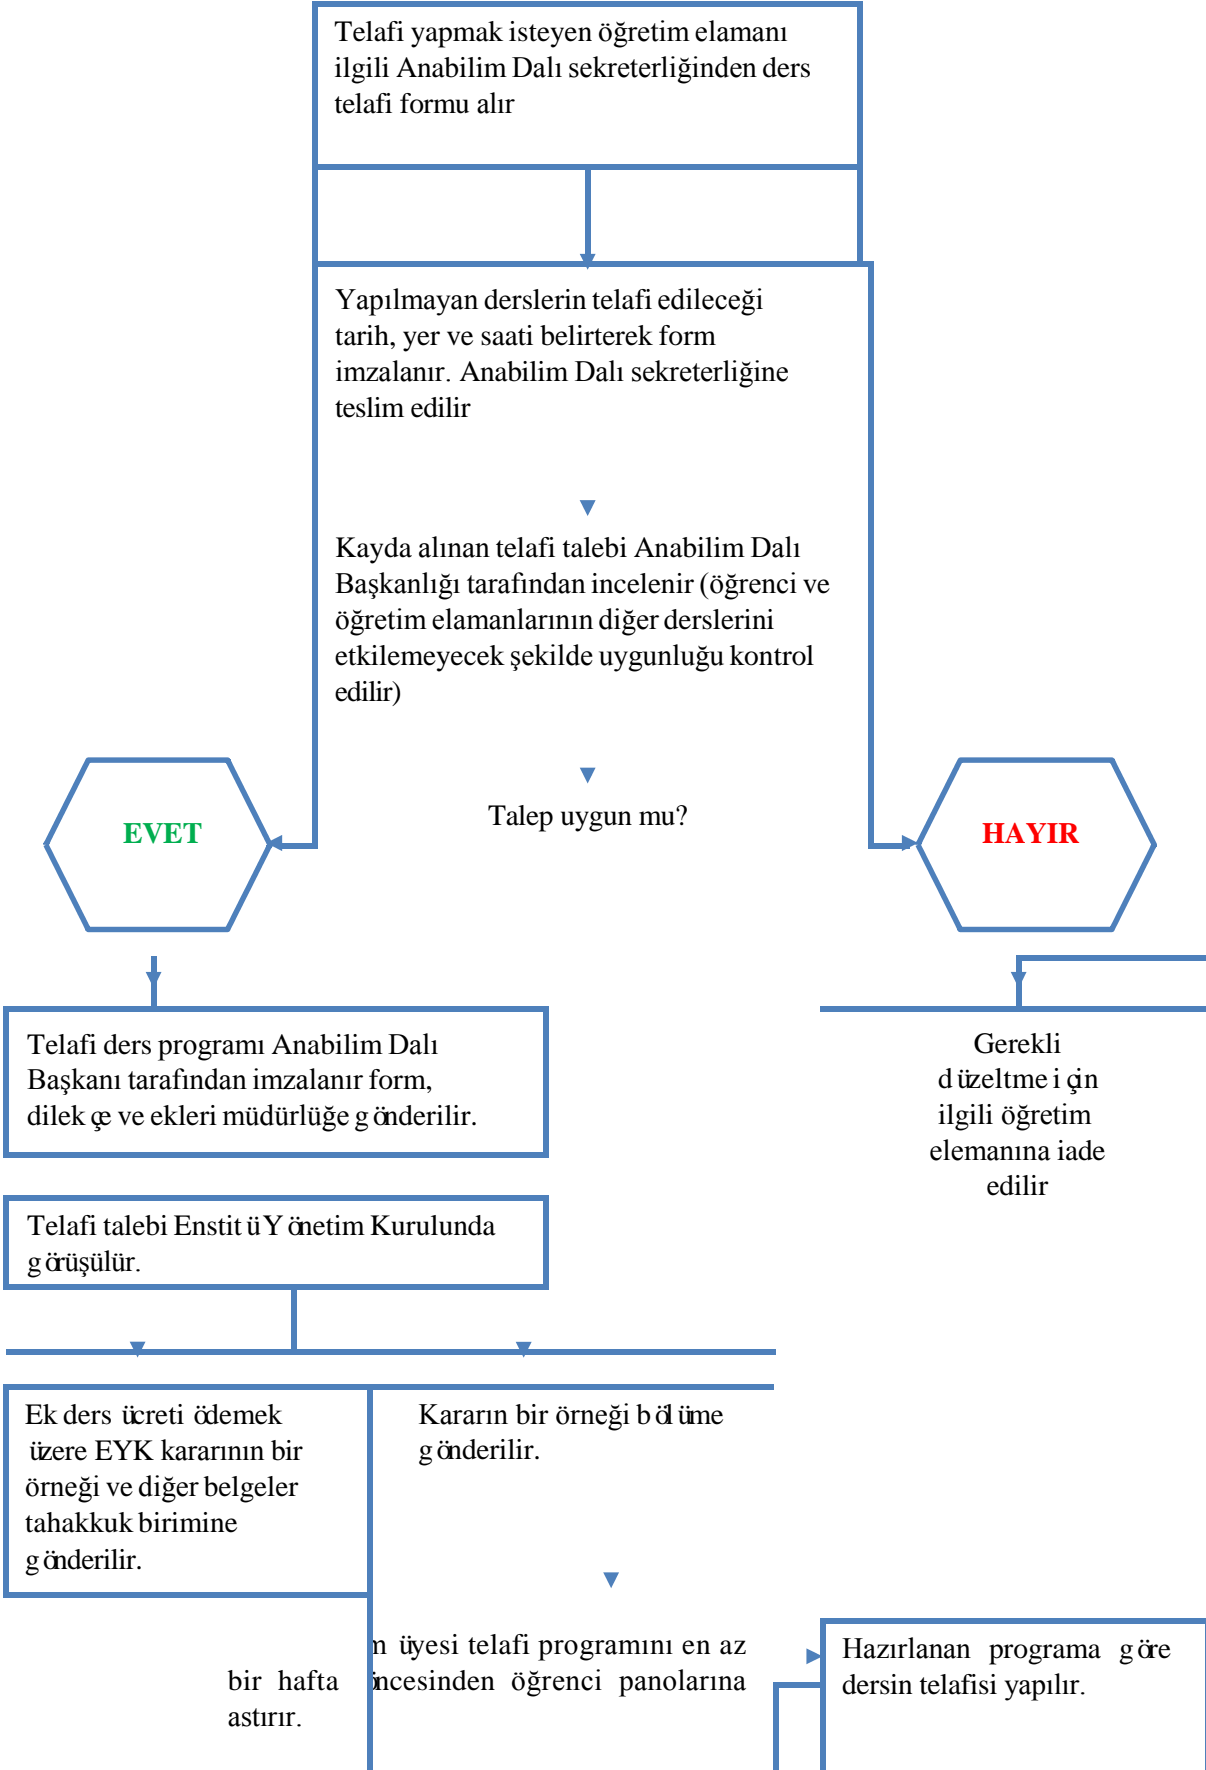 Telafi yapmak isteyen öğretim elamanı
ilgili Anabilim Dalı sekreterliğinden ders
telafi formu alır
Yapılmayan derslerin telafi edileceği
tarih, yer ve saati belirterek form
imzalanır. Anabilim Dalı sekreterliğine
teslim edilir
Kayda alınan telafi talebi Anabilim Dalı
Başkanlığı tarafından incelenir (öğrenci ve
öğretim elamanlarının diğer derslerini
etkilemeyecek şekilde uygunluğu kontrol
edilir)
Talep uygun mu?
EVET
HAYIR
Telafi ders programı Anabilim Dalı
Başkanı tarafından imzalanır form,
dilekçe ve ekleri müdürlüğe gönderilir.
Gerekli
düzeltme için
ilgili öğretim
elemanına iade
edilir
Telafi talebi Enstitü Yönetim Kurulunda
görüşülür.
Ek ders ücreti ödemek
üzere EYK kararının bir
örneği ve diğer belgeler
tahakkuk birimine
gönderilir.
Kararın bir örneği bölüme
gönderilir.
üyesi telafi programını en az
bir hafta öncesinden öğrenci panolarına
astırır.
Hazırlanan programa göre
dersin telafisi yapılır.